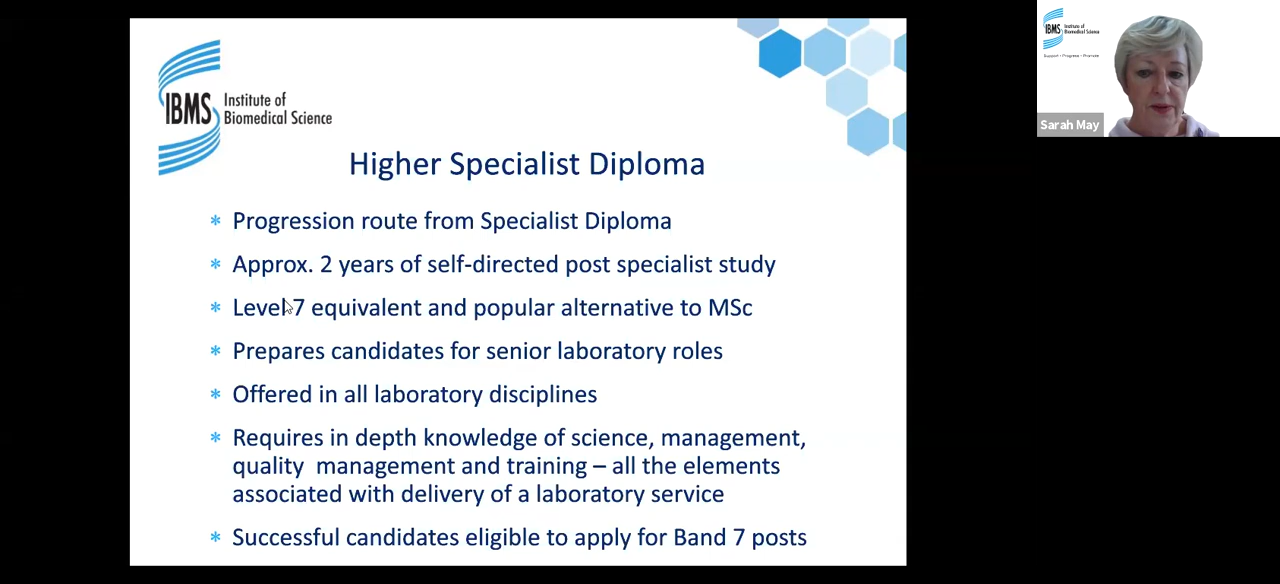 IBMS
Institute of
Biomedical Science
Higher Specialist Diploma
* Progression route from Specialist Diploma
* Approx. 2 years of self-directed post specialist study
* Level 7 equivalent and popular alternative to MSc
* Prepares candidates for senior laboratory roles
* Offered in all laboratory disciplines
* Requires in depth knowledge of science, management,
quality management and training – all the elements
associated with delivery of a laboratory service
* Successful candidates eligible to apply for Band 7 posts
IBMS
Institute of
Biomedical Science
Support • Progress • Promote
Sarah May